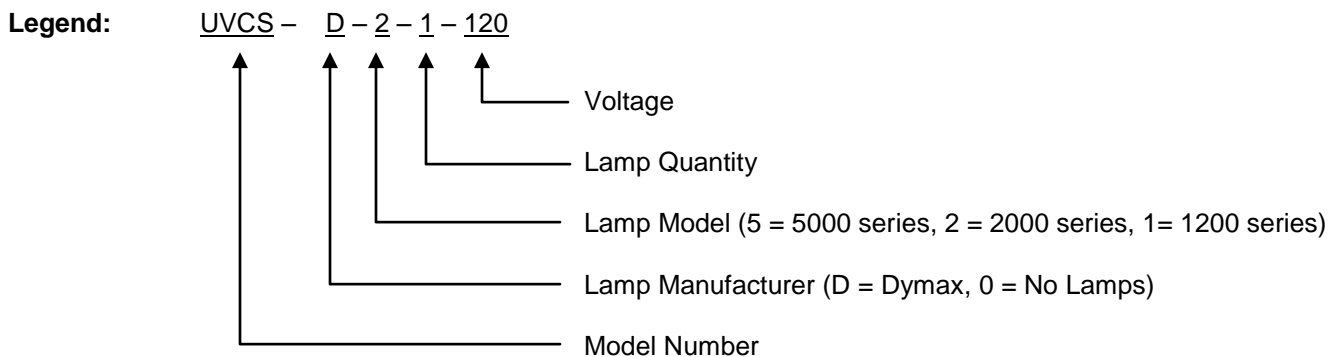 Legend: UVCS – D – 2 – 1 – 120
Voltage
Lamp Quantity
Lamp Model (5 = 5000 series, 2 = 2000 series, 1= 1200 series)
Lamp Manufacturer (D = Dymax, 0 = No Lamps)
Model Number